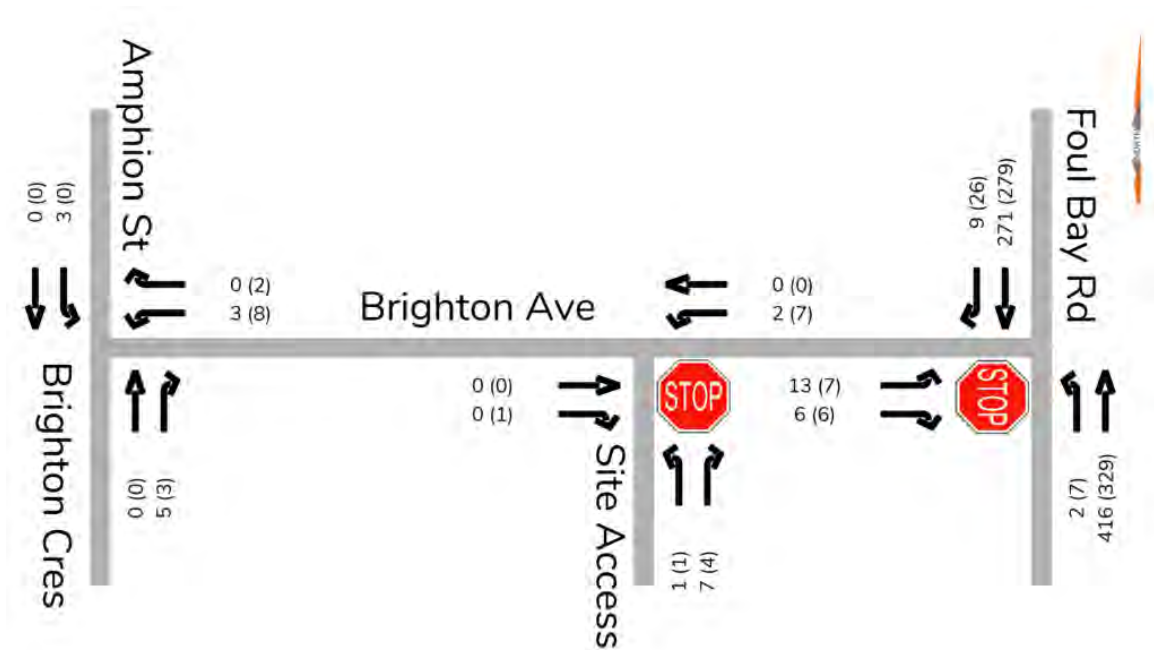 Amphion St
Foul Bay Rd
NORTH
0 (0)
3 (0)
9 (26)
271 (279)
0 (2)
3 (8)
Brighton Ave
0 (0)
2 (7)
Brighton Cres
0 (0)
5 (3)
0 (0)
0 (1)
STOP
13 (7)
6 (6)
STOP
Site Access
1 (1)
7 (4)
2 (7)
416 (329)